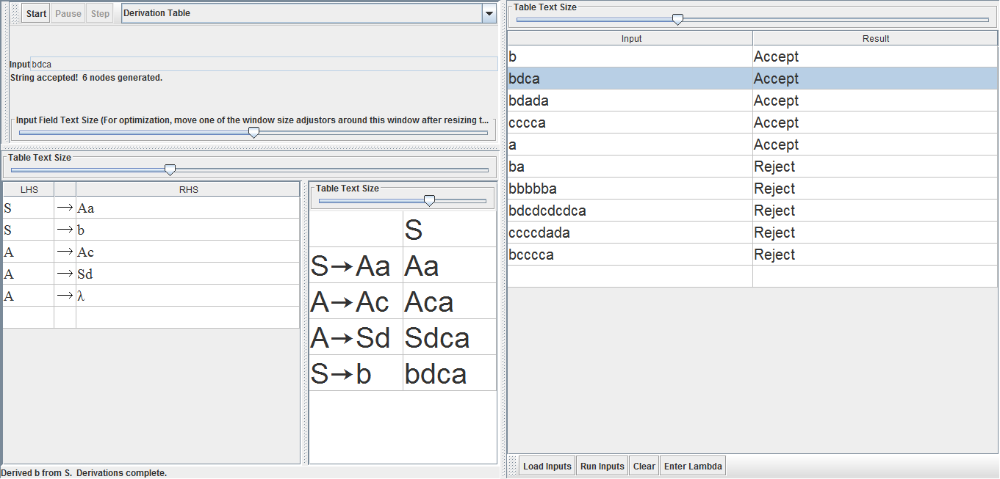 Start Pause Step Derivation Table
Input bdca
String accepted! 6 nodes generated.
Input Field Text Size (For optimization, move one of the window size adjustors around this window after resizing t...
Table Text Size
LHS RHS
S → Aa
S → b
A → Ac
A → Sd
A → λ
Table Text Size
S
S→Aa Aa
A→Ac Aca
A→Sd Sdca
S→b bdca
Derived b from S. Derivations complete.
Table Text Size
Input Result
b Accept
bdca Accept
bdada Accept
cccca Accept
a Accept
ba Reject
bbbbba Reject
bdcdcdcdca Reject
ccccdada Reject
bcccca Reject
Load Inputs Run Inputs Clear Enter Lambda